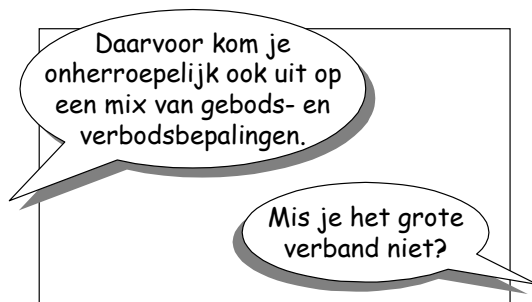 Daarvoor kom je
onherroepelijk ook uit op
een mix van gebods- en
verbodsbepalingen.
Mis je het grote
verband niet?